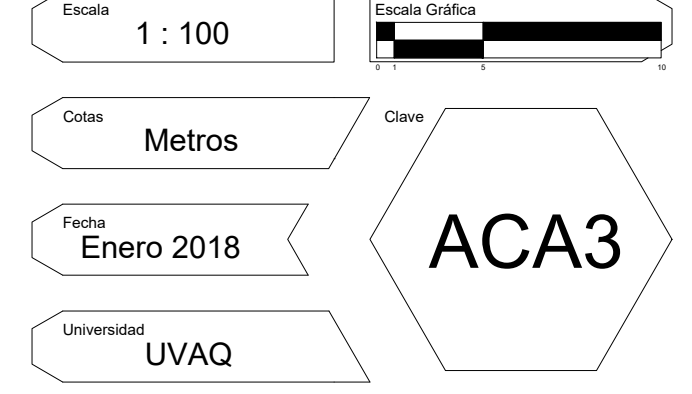 Escala
1 : 100
Escala Gráfica
0 1 5 10
Cotas
Metros
Clave
ACA3
Fecha
Enero 2018
Universidad
UVAQ